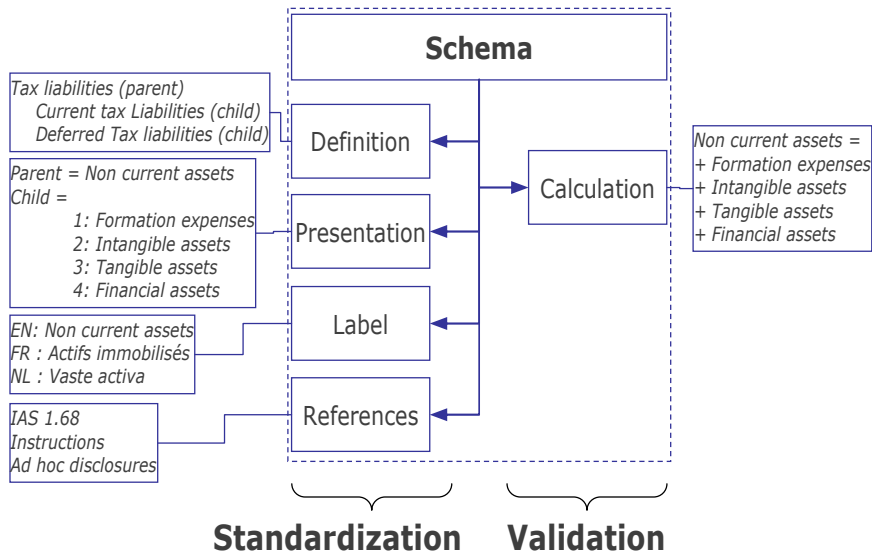 Schema
Tax liabilities (parent)
Current tax Liabilities (child)
Deferred Tax liabilities (child)
Definition
Parent = Non current assets
Child =
1: Formation expenses
2: Intangible assets
3: Tangible assets
4: Financial assets
Presentation
EN: Non current assets
FR : Actifs immobilisés
NL : Vaste activa
Label
IAS 1.68
Instructions
Ad hoc disclosures
References
Calculation
Non current assets =
+ Formation expenses
+ Intangible assets
+ Tangible assets
+ Financial assets
Standardization
Validation